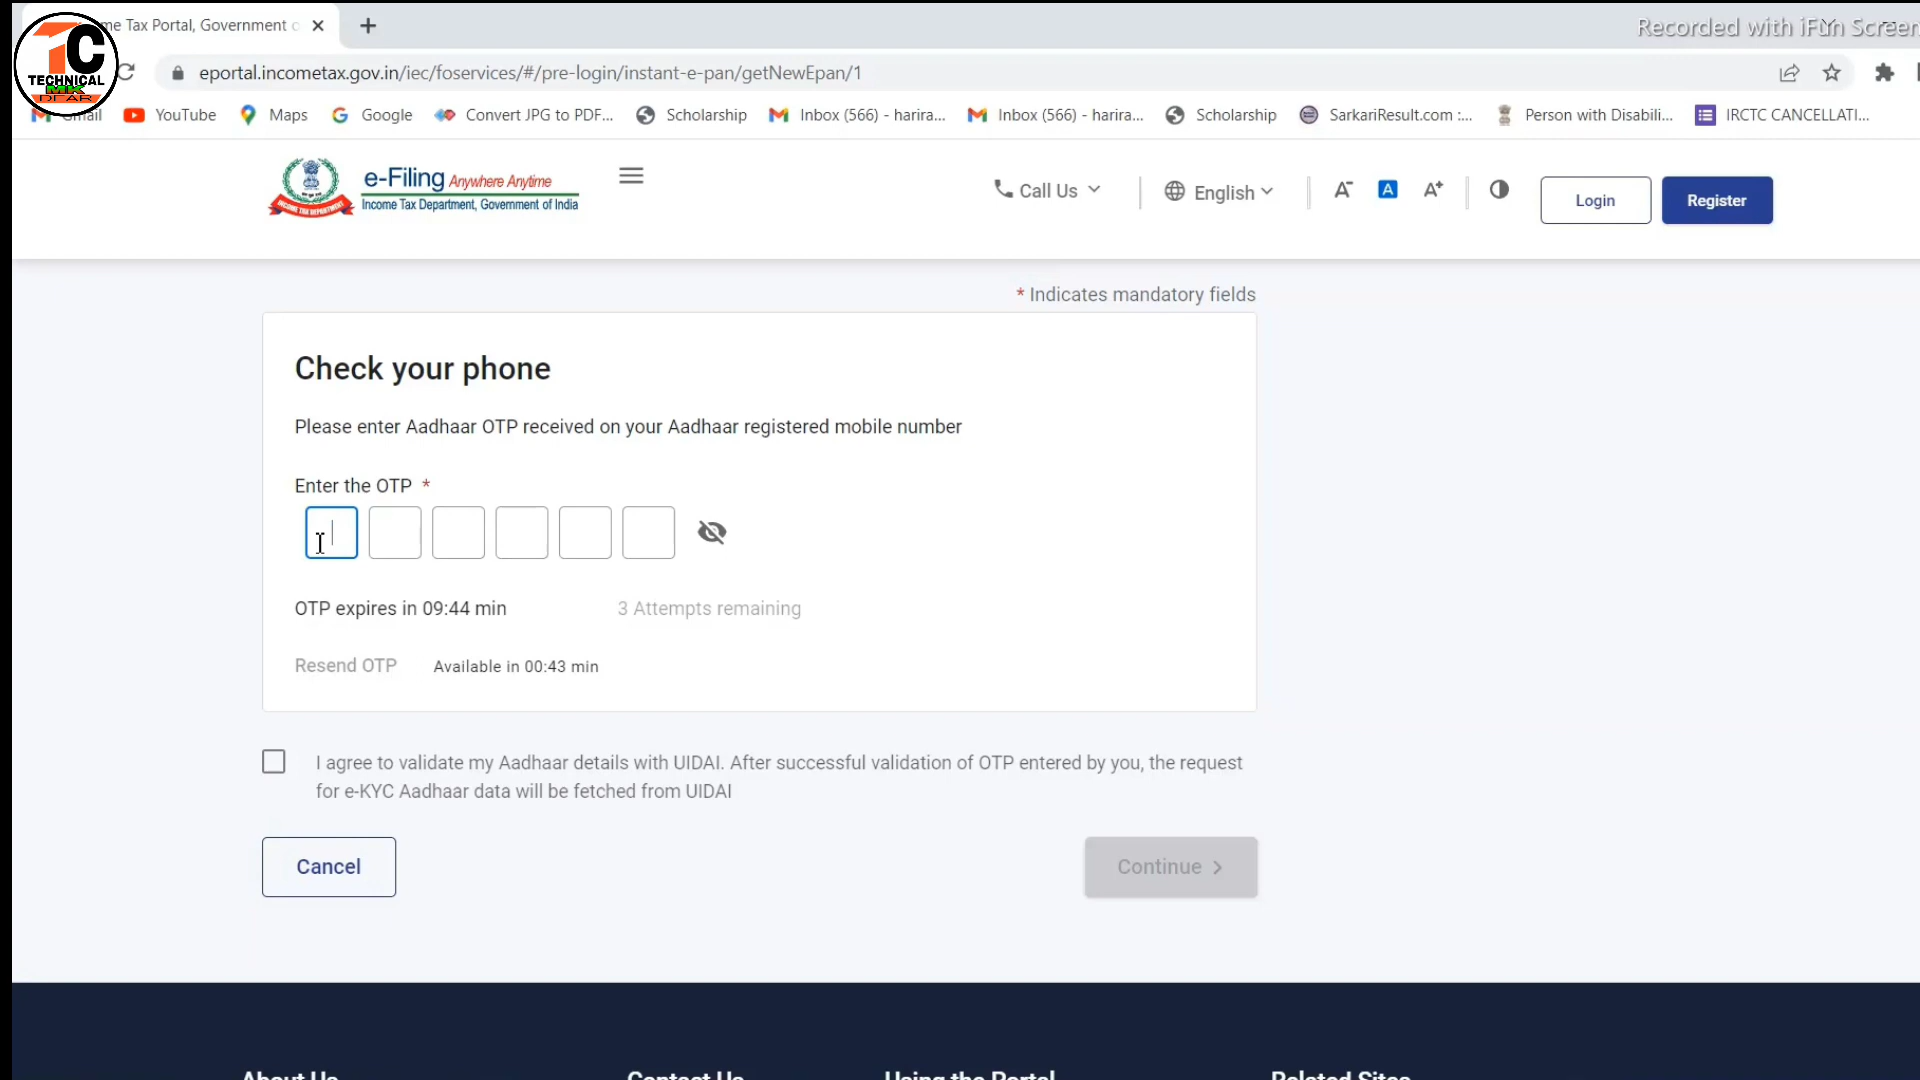 me Tax Portal, Government
Recorded with iFun Screen
TC
TECHNICAL
MK
eportal.incometax.gov.in/iec/foservices/#/pre-login/instant-e-pan/getNewEpan/1
Gmail YouTube Maps Google Convert JPG to PDF... Scholarship Inbox (566) - harira... Inbox (566) - harira... Scholarship SarkariResult.com :... Person with Disabili... IRCTC CANCELLATI...
e-Filing Anywhere Anytime
Income Tax Department, Government of India
INCOME TAX DEPARTMENT
Call Us English A- A A+ Login Register
* Indicates mandatory fields
Check your phone
Please enter Aadhaar OTP received on your Aadhaar registered mobile number
Enter the OTP *
OTP expires in 09:44 min 3 Attempts remaining
Resend OTP Available in 00:43 min
I agree to validate my Aadhaar details with UIDAI. After successful validation of OTP entered by you, the request
for e-KYC Aadhaar data will be fetched from UIDAI
Cancel Continue
About Us Contact Us Using the Portal Related Sites